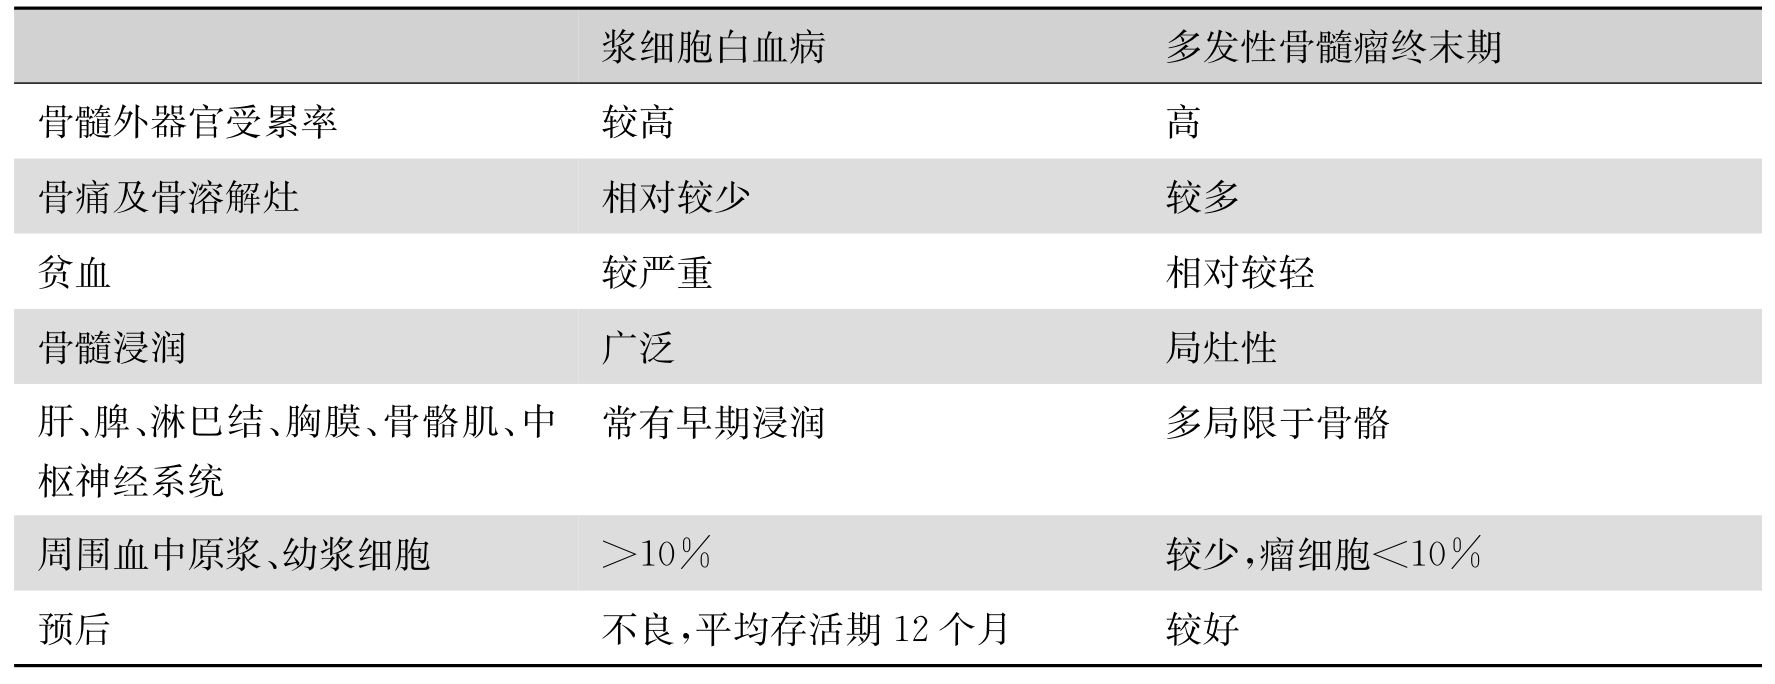 浆细胞白血病 多发性骨髓瘤终末期
骨髓外器官受累率 较高 高
骨痛及骨溶解灶 相对较少 较多
贫血 较严重 相对较轻
骨髓浸润 广泛 局灶性
肝、脾、淋巴结、胸膜、骨骼肌、中 常有早期浸润 多局限于骨骼
枢神经系统
周围血中原浆、幼浆细胞 >10% 较少,瘤细胞<10%
预后 不良,平均存活期 12 个月 较好